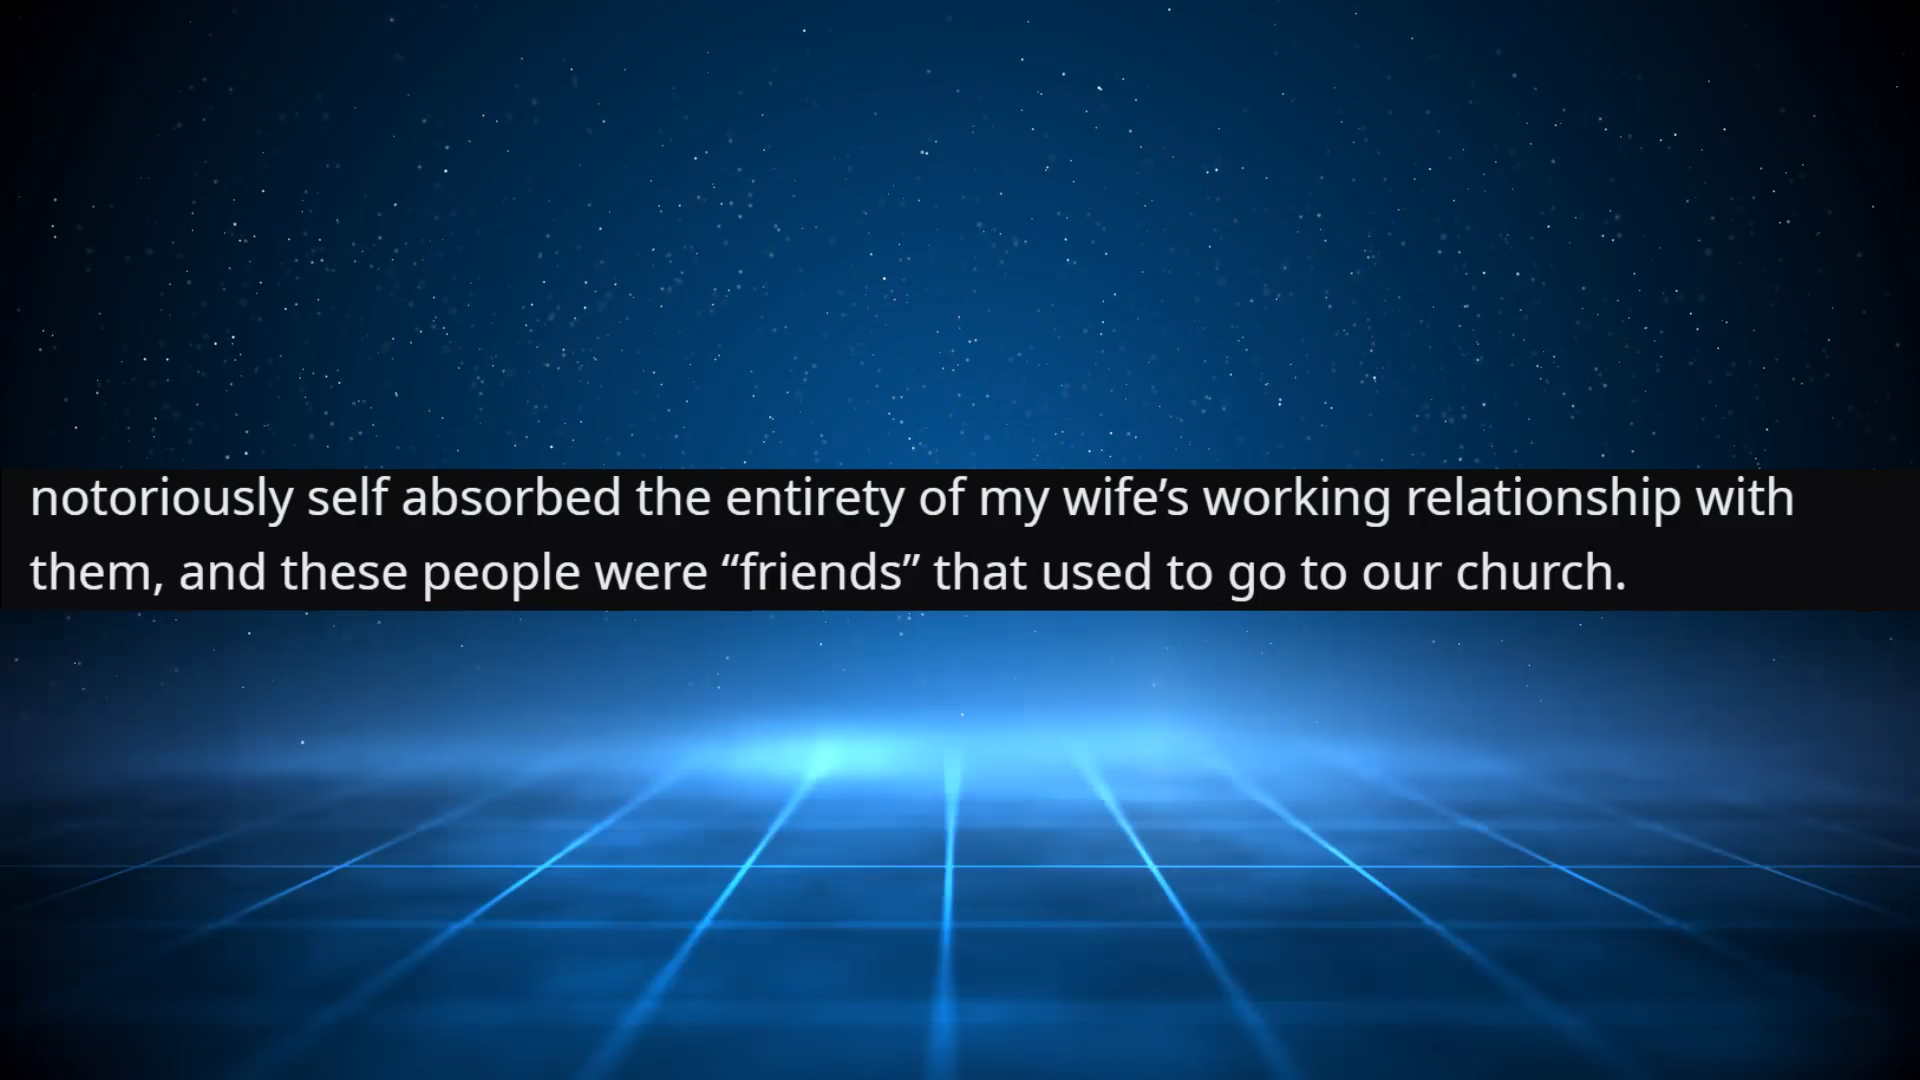 notoriously self absorbed the entirety of my wife’s working relationship with
them, and these people were “friends” that used to go to our church.